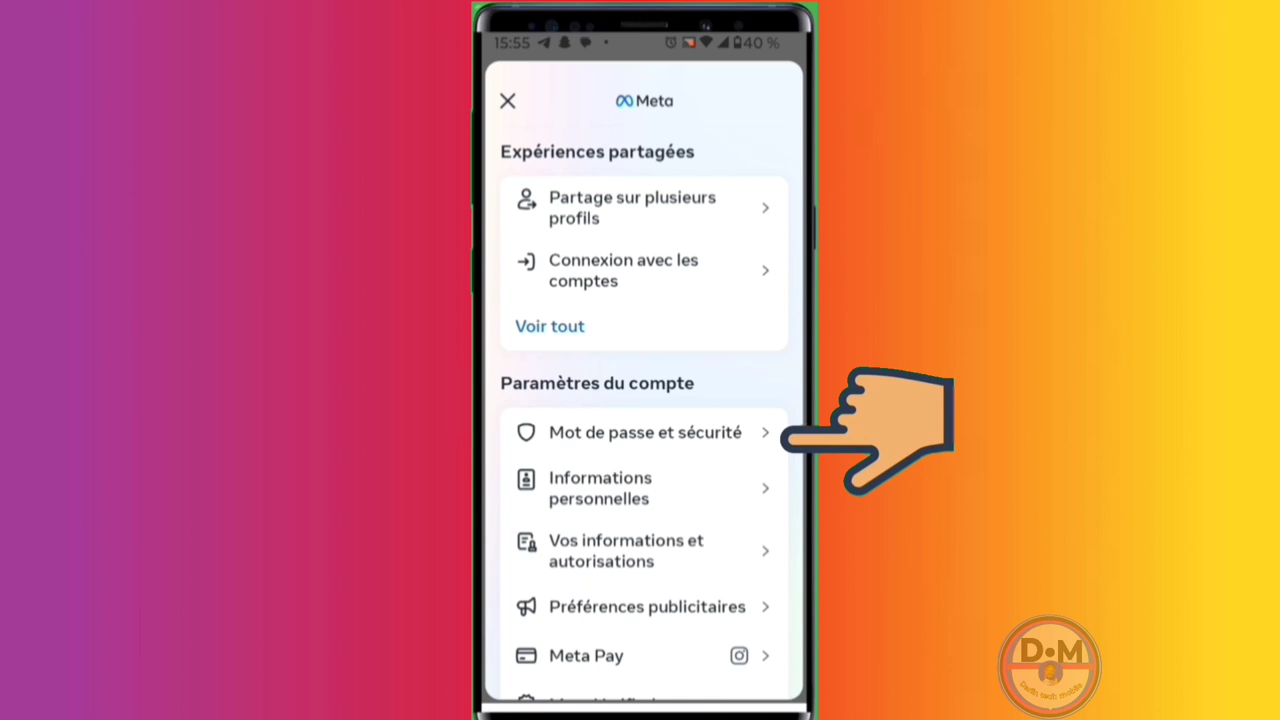 15:55
40 %
Meta
Expériences partagées
Partage sur plusieurs
profils
Connexion avec les
comptes
Voir tout
Paramètres du compte
Mot de passe et sécurité
Informations
personnelles
Vos informations et
autorisations
Préférences publicitaires
Meta Pay
D•M